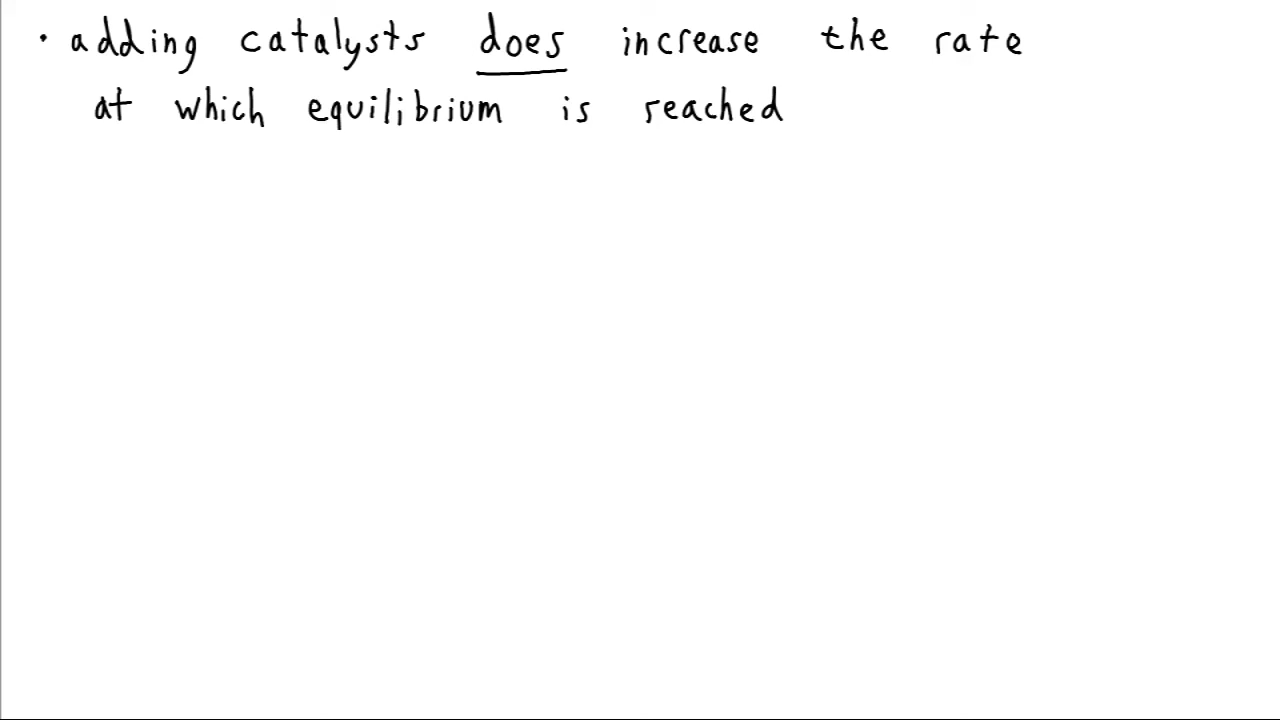 • adding catalysts does increase the rate
at which equilibrium is reached